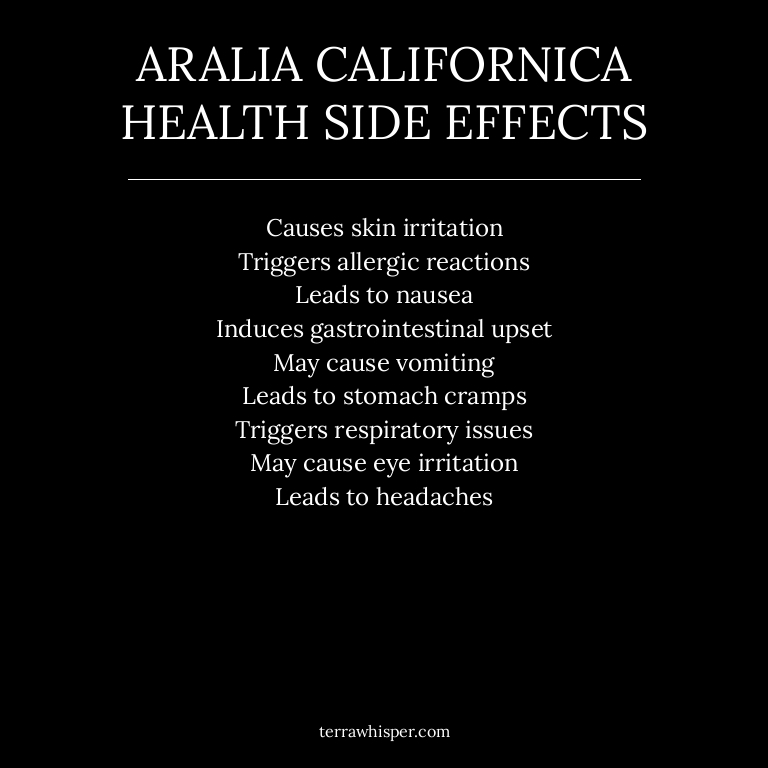 ARALIA CALIFORNICA
HEALTH SIDE EFFECTS
Causes skin irritation
Triggers allergic reactions
Leads to nausea
Induces gastrointestinal upset
May cause vomiting
Leads to stomach cramps
Triggers respiratory issues
May cause eye irritation
Leads to headaches
terrawhisper.com